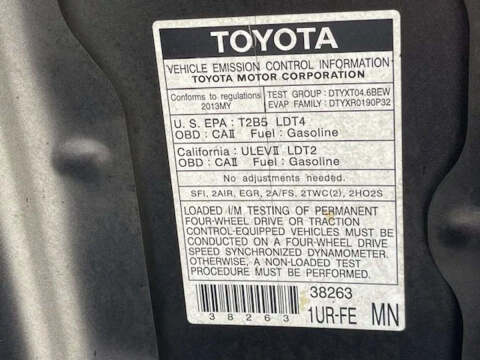 TOYOTA
VEHICLE EMISSION CONTROL INFORMATION
TOYOTA MOTOR CORPORATION
Conforms to regulations
2013MY
TEST GROUP : DTYXT04.6BEW
EVAP FAMILY : DTYXR0190P32
U. S. EPA : T2B5 LDT4
OBD : CAII Fuel : Gasoline
California : ULEVII LDT2
OBD : CAII Fuel : Gasoline
No adjustments needed.
SFI, 2AIR, EGR, 2A/FS, 2TWC(2), 2HO2S
LOADED I/M TESTING OF PERMANENT
FOUR-WHEEL DRIVE OR TRACTION
CONTROL-EQUIPPED VEHICLES MUST BE
CONDUCTED ON A FOUR-WHEEL DRIVE
SPEED SYNCHRONIZED DYNAMOMETER.
OTHERWISE, A NON-LOADED TEST
PROCEDURE MUST BE PERFORMED.
38263
38263
1UR-FE MN